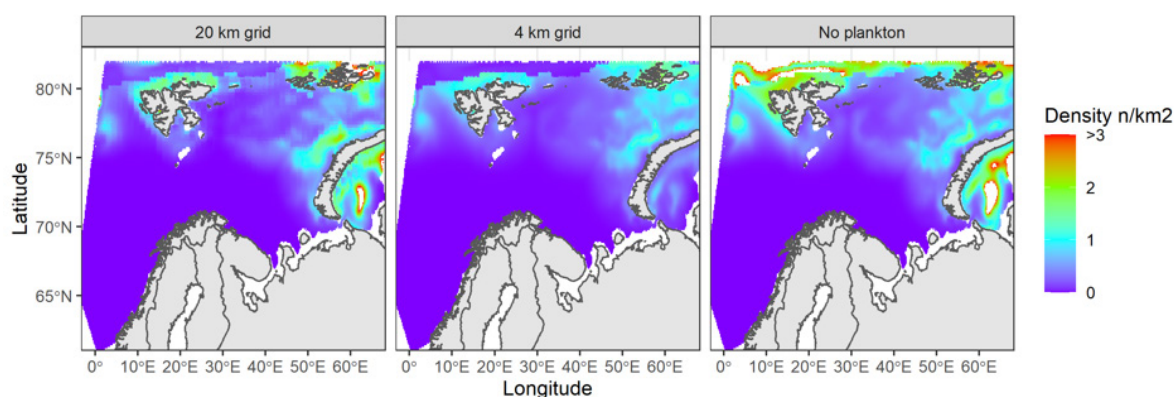 20 km grid
4 km grid
No plankton
80°N
75°N
70°N
65°N
Latitude
0° 10°E 20°E 30°E 40°E 50°E 60°E
0° 10°E 20°E 30°E 40°E 50°E 60°E
0° 10°E 20°E 30°E 40°E 50°E 60°E
Longitude
Density n/km2
>3
2
1
0